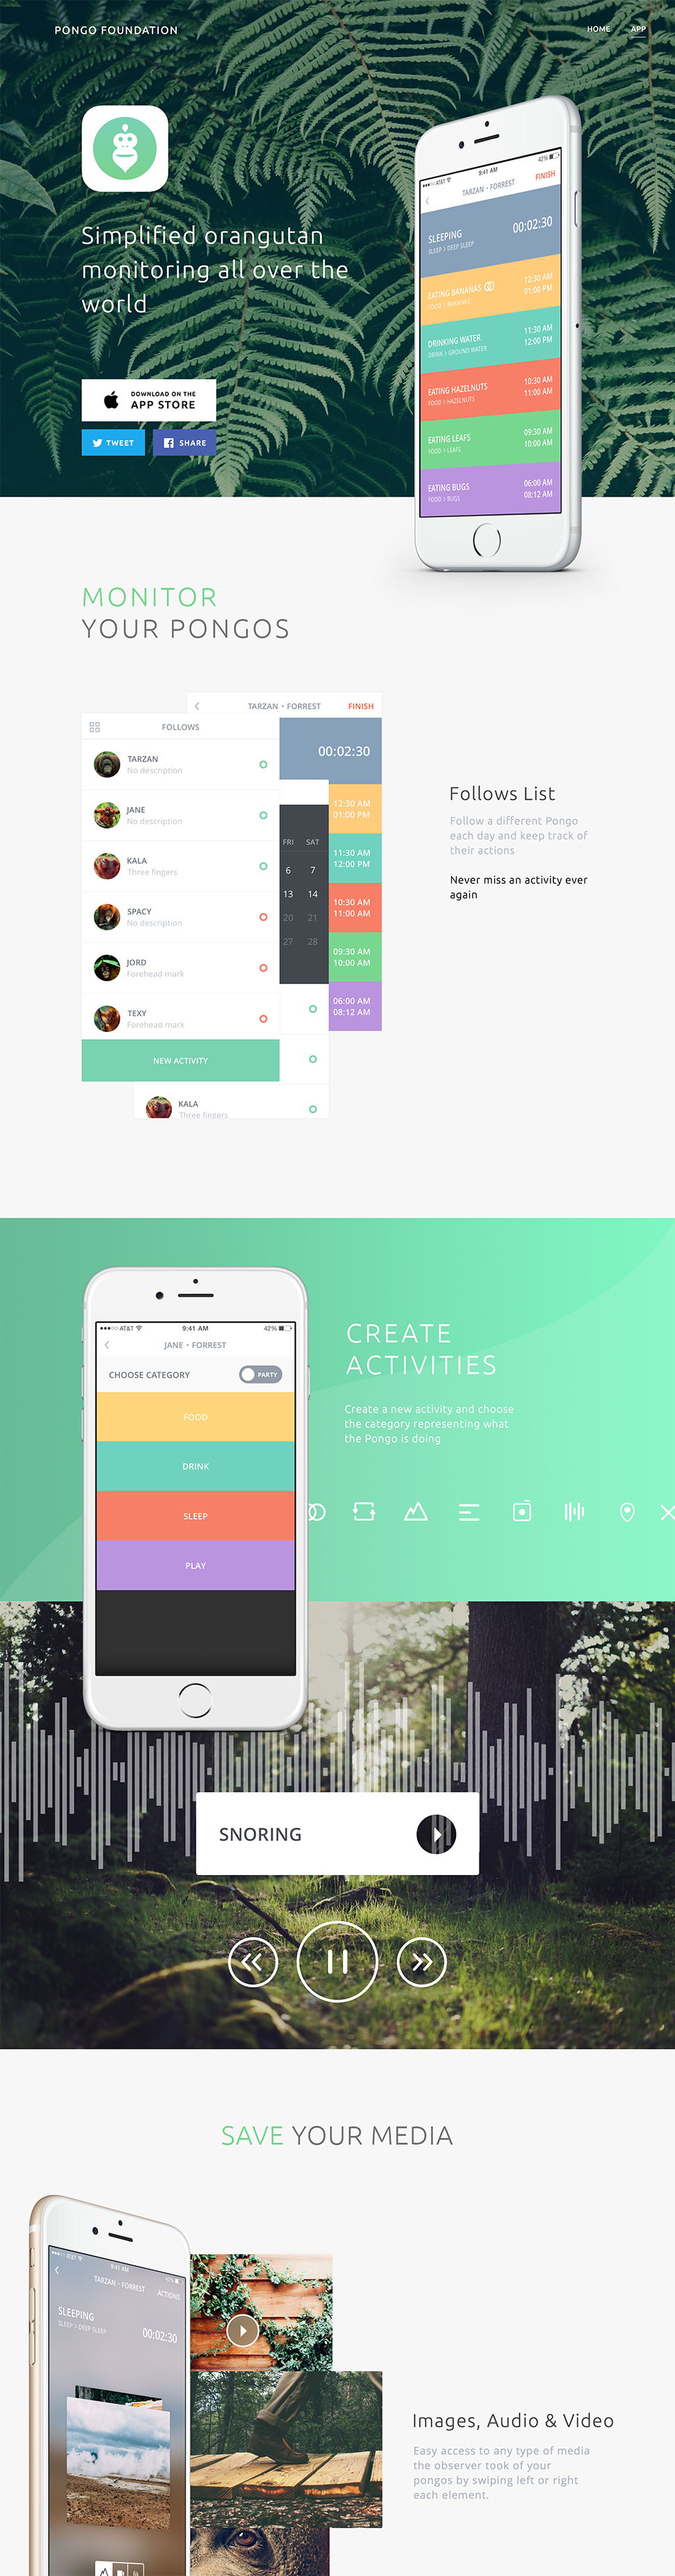 PONGO FOUNDATION
HOME APP
Simplified orangutan
monitoring all over the
world
DOWNLOAD ON THE
APP STORE
TWEET SHARE
AT&T 9:41 AM 42%
TARZAN • FORREST FINISH
SLEEPING 00:02:30
SLEEP > DEEP SLEEP
EATING BANANAS 12:30 AM
FOOD > BANANAS 01:00 PM
DRINKING WATER 11:30 AM
DRINK > GROUND WATER 12:00 PM
EATING HAZELNUTS 10:30 AM
FOOD > HAZELNUTS 11:00 AM
EATING LEAFS 09:30 AM
FOOD > LEAFS 10:00 AM
EATING BUGS 06:00 AM
FOOD > BUGS 08:12 AM
MONITOR
YOUR PONGOS
TARZAN • FORREST FINISH
FOLLOWS
00:02:30
TARZAN
No description
JANE
No description
KALA
Three fingers
SPACY
No description
JORD
Forehead mark
TEXY
Forehead mark
NEW ACTIVITY
FRI SAT
6 7
13 14
20 21
27 28
12:30 AM
01:00 PM
11:30 AM
12:00 PM
10:30 AM
11:00 AM
09:30 AM
10:00 AM
06:00 AM
08:12 AM
KALA
Three fingers
Follows List
Follow a different Pongo
each day and keep track of
their actions
Never miss an activity ever
again
AT&T 9:41 AM 42%
JANE • FORREST
CHOOSE CATEGORY PARTY
FOOD
DRINK
SLEEP
PLAY
CREATE
ACTIVITIES
Create a new activity and choose
the category representing what
the Pongo is doing
SNORING
SAVE YOUR MEDIA
AT&T 9:41 AM 42%
TARZAN • FORREST ACTIONS
SLEEPING
SLEEP > DEEP SLEEP
00:02:30
Images, Audio & Video
Easy access to any type of media
the observer took of your
pongos by swiping left or right
each element.